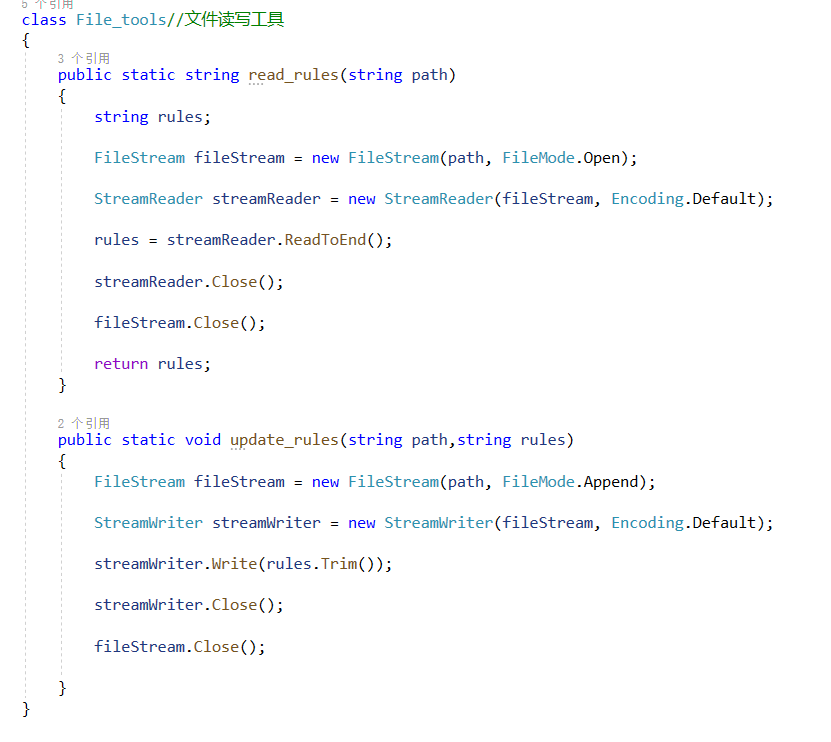 5 个引用
class File_tools//文件读写工具
{
3 个引用
public static string read_rules(string path)
{
string rules;
FileStream fileStream = new FileStream(path, FileMode.Open);
StreamReader streamReader = new StreamReader(fileStream, Encoding.Default);
rules = streamReader.ReadToEnd();
streamReader.Close();
fileStream.Close();
return rules;
}
2 个引用
public static void update_rules(string path,string rules)
{
FileStream fileStream = new FileStream(path, FileMode.Append);
StreamWriter streamWriter = new StreamWriter(fileStream, Encoding.Default);
streamWriter.Write(rules.Trim());
streamWriter.Close();
fileStream.Close();
}
}